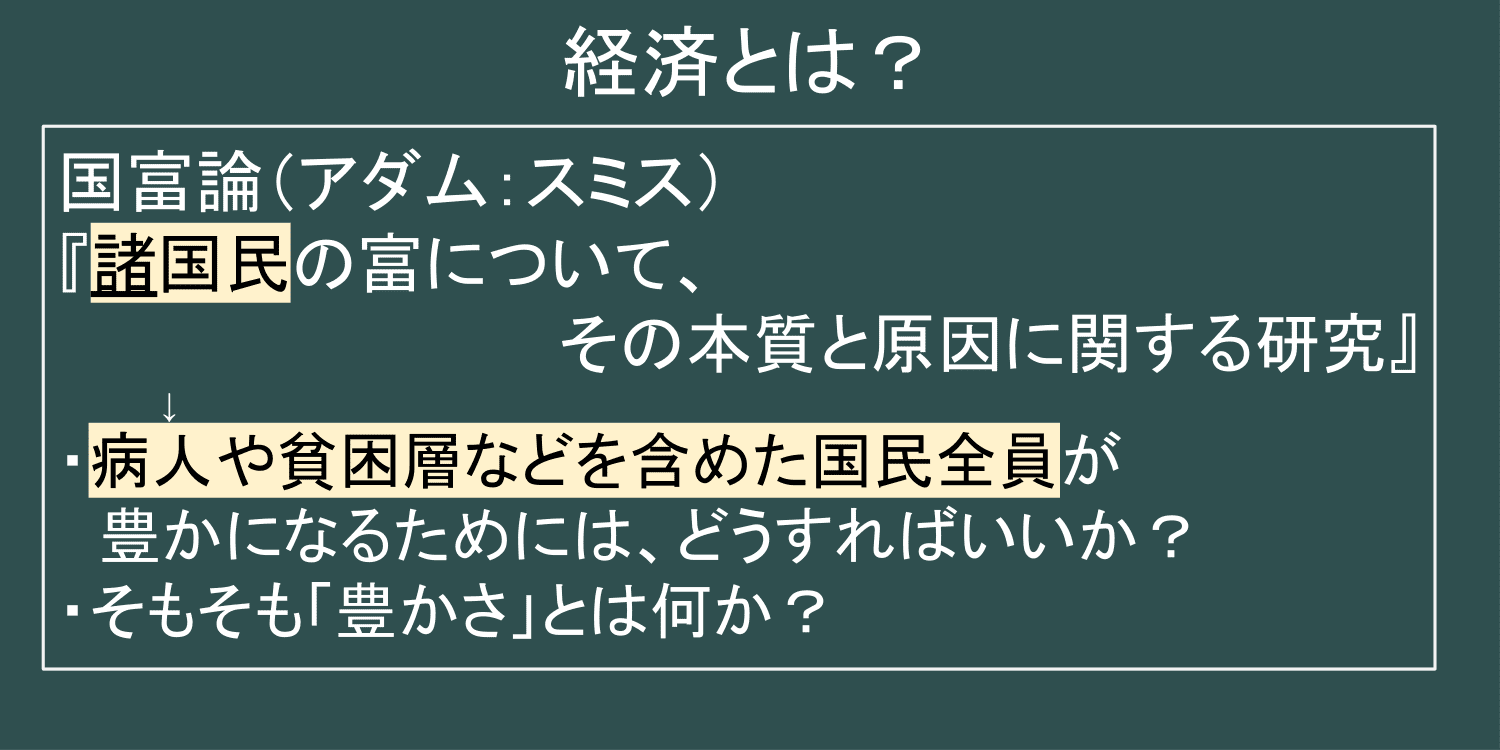 経済とは？
国富論（アダム：スミス）
『諸国民の富について、
その本質と原因に関する研究』
↓
・病人や貧困層などを含めた国民全員が
豊かになるためには、どうすればいいか？
・そもそも「豊かさ」とは何か？